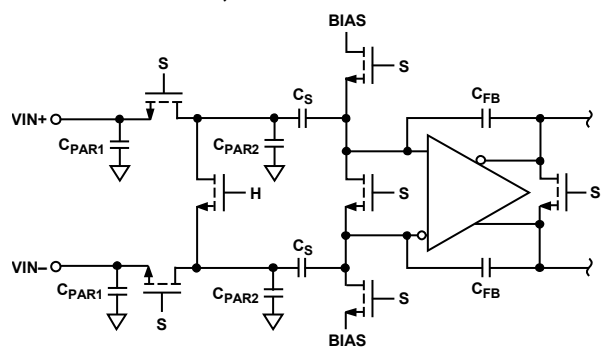 BIAS
S
S
CS
CFB
VIN+
CPAR1
CPAR2
H
S
S
VIN–
CS
CPAR1
CPAR2
S
S
CFB
BIAS